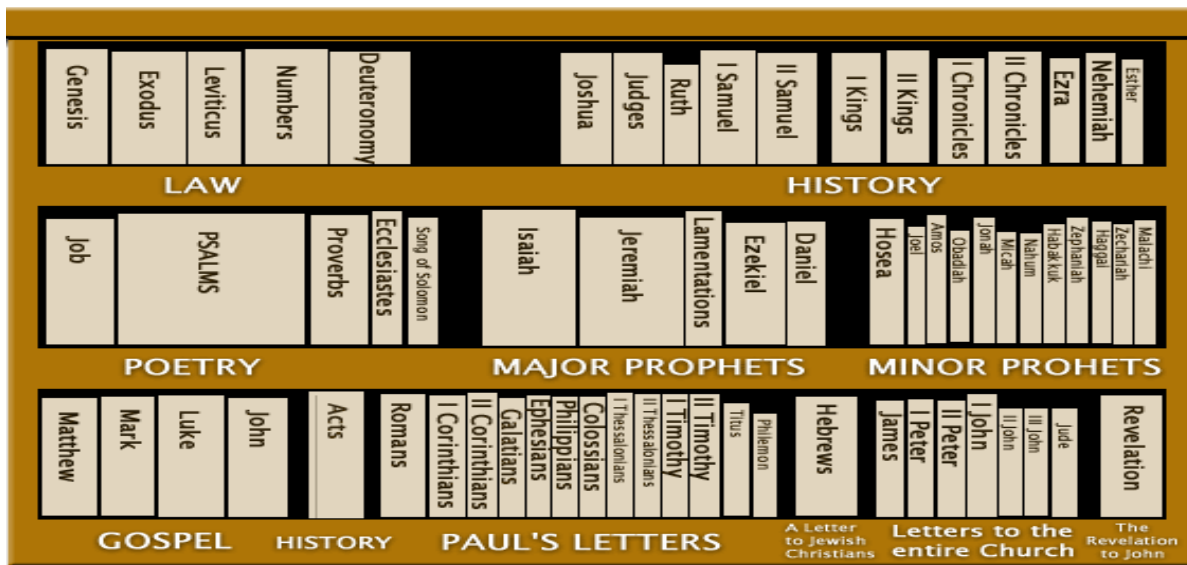 Genesis
Exodus
Leviticus
Numbers
Deuteronomy
Joshua
Judges
Ruth
I Samuel
II Samuel
I Kings
II Kings
I Chronicles
II Chronicles
Ezra
Nehemiah
Esther
LAW
HISTORY
Job
PSALMS
Proverbs
Ecclesiastes
Song of Solomon
Isaiah
Jeremiah
Lamentations
Ezekiel
Daniel
Hosea
Joel
Amos
Obadiah
Jonah
Micah
Nahum
Habakkuk
Zephaniah
Haggai
Zechariah
Malachi
POETRY
MAJOR PROPHETS
MINOR PROHETS
Matthew
Mark
Luke
John
Acts
Romans
I Corinthians
II Corinthians
Galatians
Ephesians
Philippians
Colossians
I Thessalonians
II Thessalonians
I Timothy
II Timothy
Titus
Philemon
Hebrews
James
I Peter
II Peter
I John
II John
III John
Jude
Revelation
GOSPEL
HISTORY
PAUL'S LETTERS
A Letter
to Jewish
Christians
Letters to the
entire Church
The
Revelation
to John